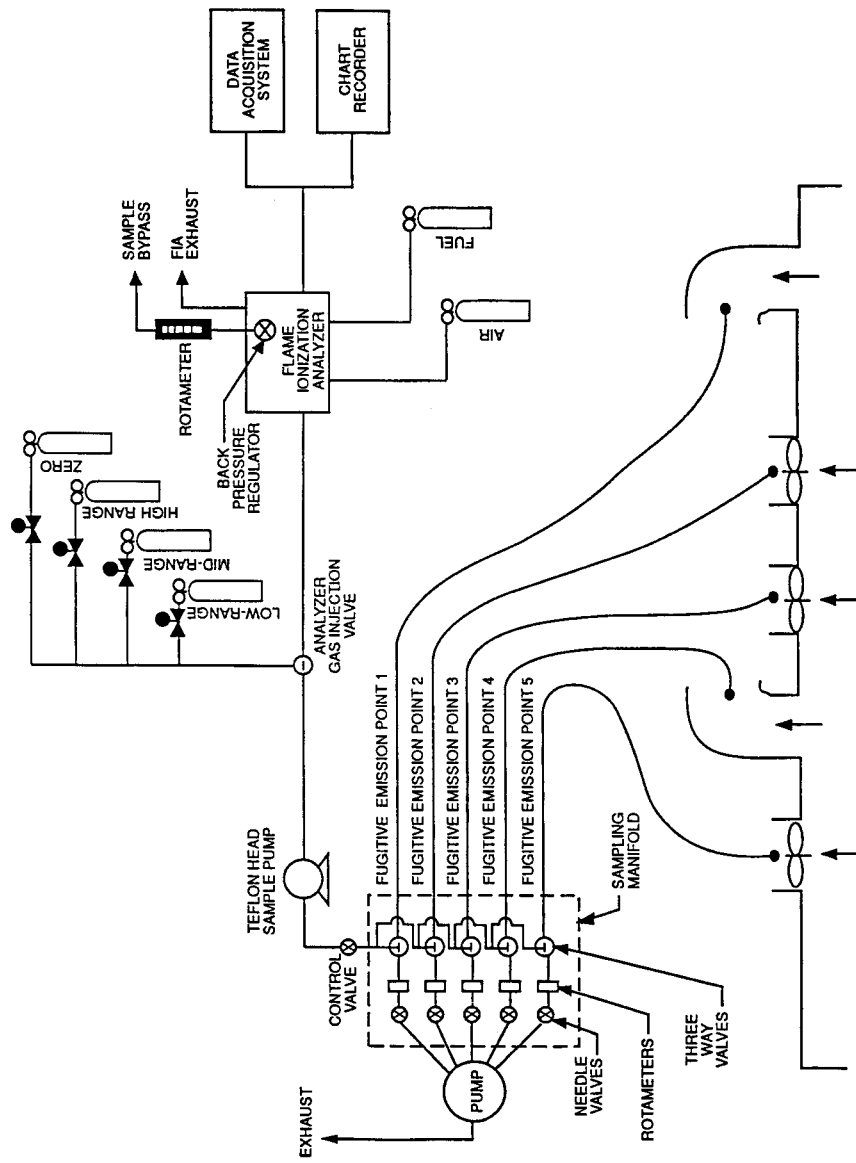 DATA
ACQUISITION
SYSTEM
CHART
RECORDER
SAMPLE
BYPASS
FIA
EXHAUST
ROTAMETER
FLAME
IONIZATION
ANALYZER
BACK
PRESSURE
REGULATOR
FUEL
AIR
ZERO
HIGH RANGE
MID-RANGE
LOW-RANGE
ANALYZER
GAS INJECTION
VALVE
TEFLON HEAD
SAMPLE PUMP
CONTROL
VALVE
FUGITIVE EMISSION POINT 1
FUGITIVE EMISSION POINT 2
FUGITIVE EMISSION POINT 3
FUGITIVE EMISSION POINT 4
FUGITIVE EMISSION POINT 5
SAMPLING
MANIFOLD
EXHAUST
PUMP
NEEDLE
VALVES
ROTAMETERS
THREE
WAY
VALVES